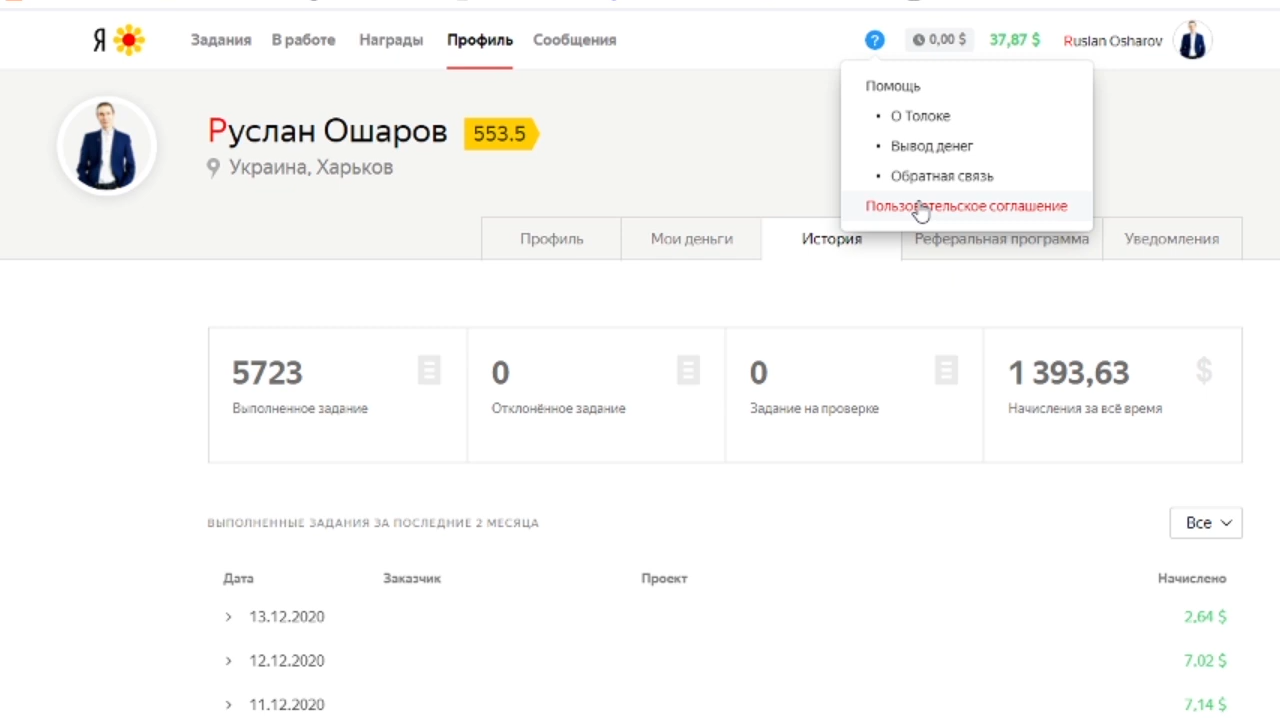 Я
Задания В работе Награды Профиль Сообщения ? 0,00 $ 37,87 $ Ruslan Osharov
Помощь
• О Толоке
• Вывод денег
• Обратная связь
Пользовательское соглашение
Руслан Ошаров 553.5
Украина, Харьков
Профиль Мои деньги История Реферальная программа Уведомления
5723 0 0 1 393,63 $
Выполненное задание Отклонённое задание Задание на проверке Начисления за всё время
ВЫПОЛНЕННЫЕ ЗАДАНИЯ ЗА ПОСЛЕДНИЕ 2 МЕСЯЦА Все
Дата Заказчик Проект Начислено
13.12.2020 2,64 $
12.12.2020 7,02 $
11.12.2020 7,14 $